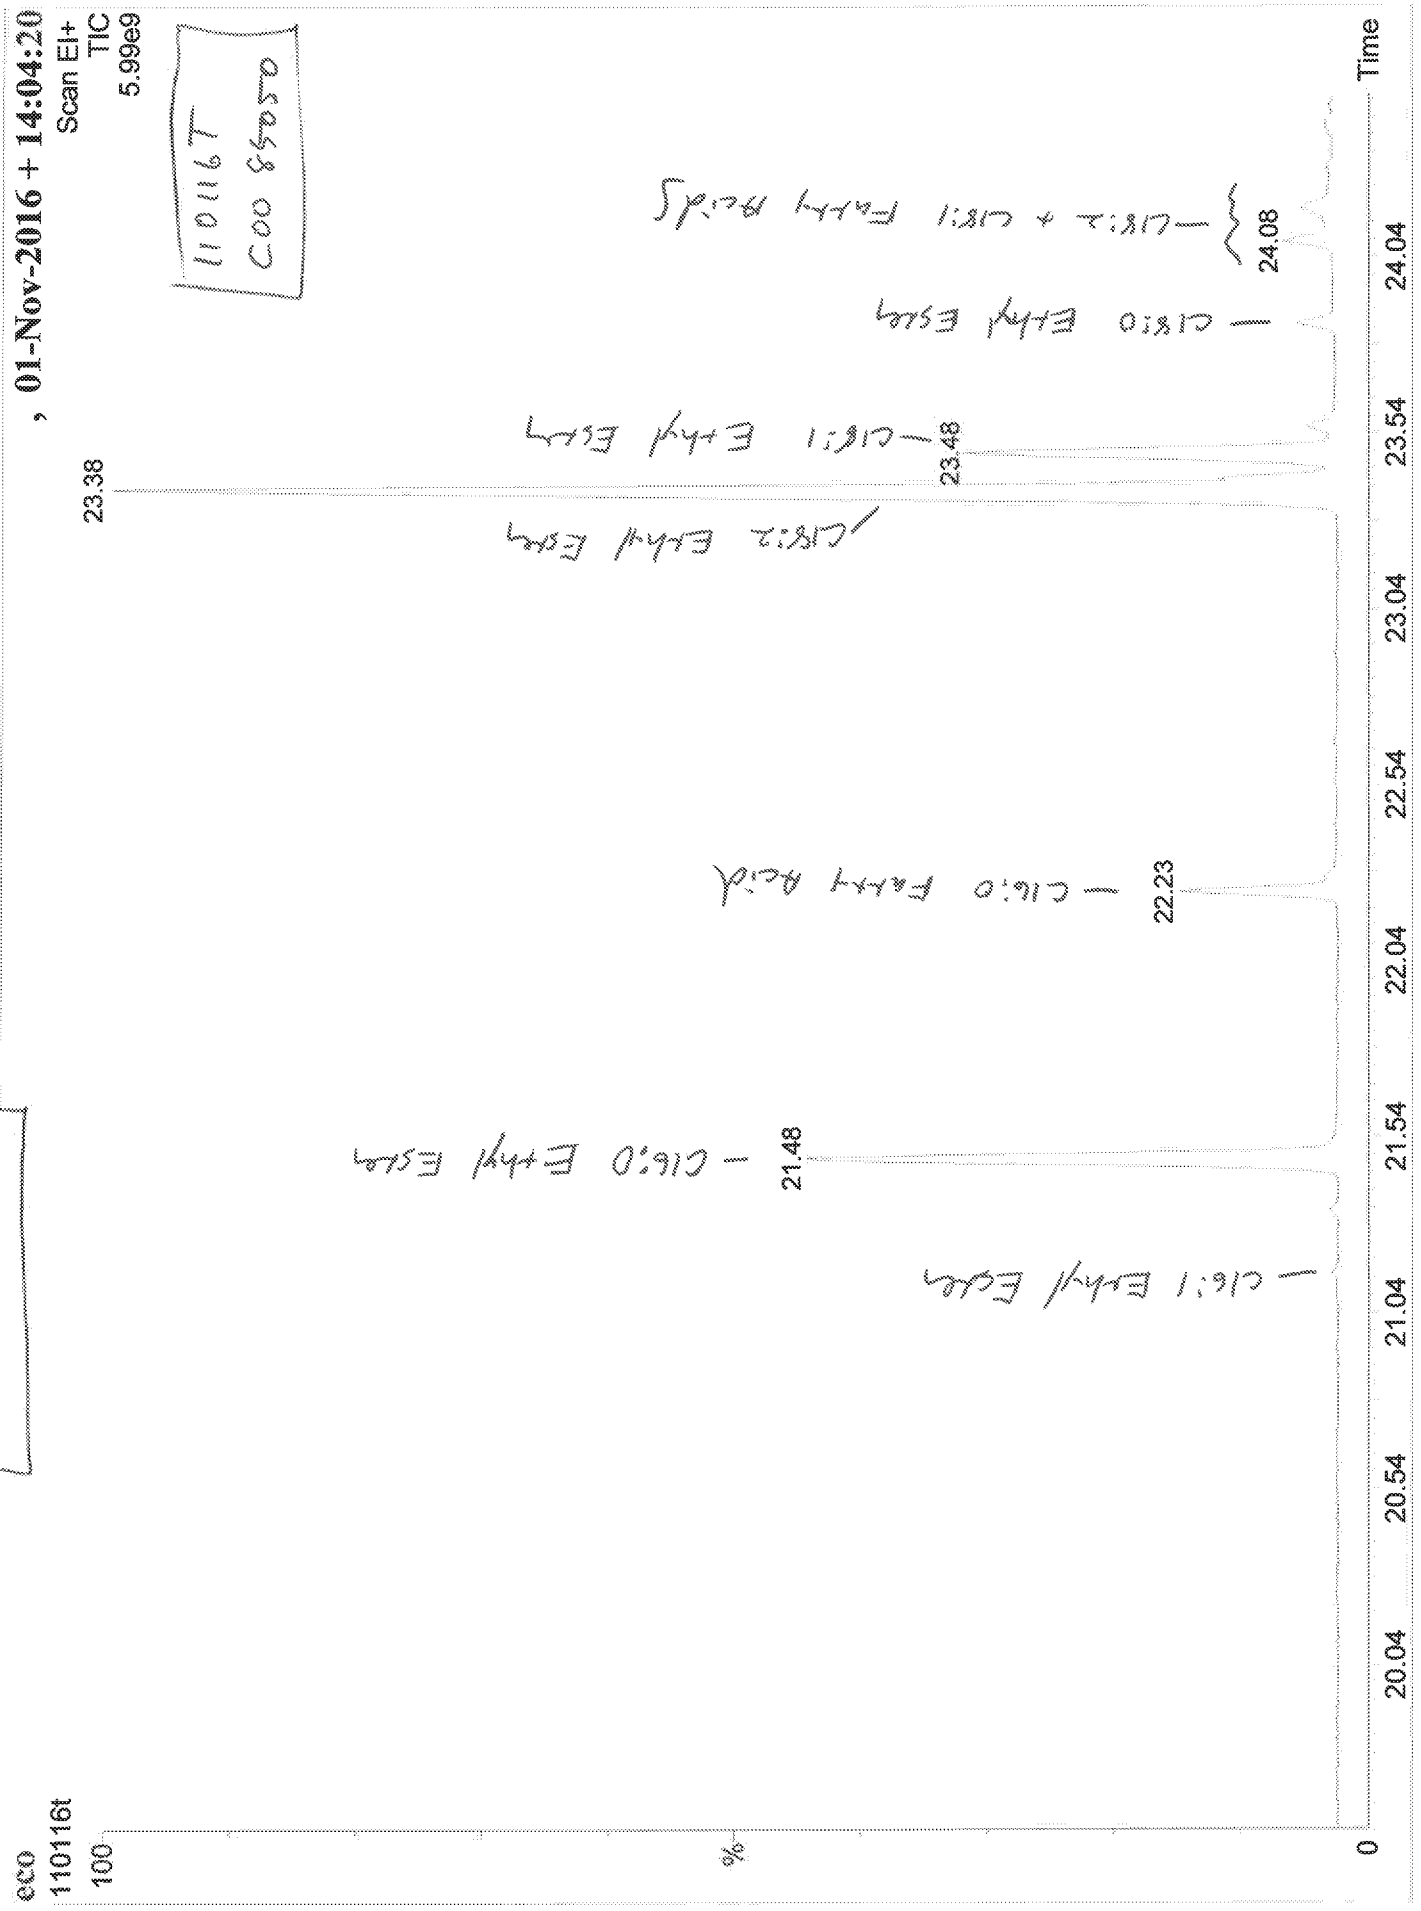 eco
, 01-Nov-2016 + 14:04:20
110116t
Scan EI+
TIC
5.99e9
110116T
C00 85050
100
%
0
23.38
C18:2 Ethyl Ester
23.48
C18:1 Ethyl Ester
C18:0 Ethyl Ester
24.08
C18:2 + C18:1 Fatty Acids
22.23
C16:0 Fatty Acid
21.48
C16:0 Ethyl Ester
C16:1 Ethyl Ester
20.04
20.54
21.04
21.54
22.04
22.54
23.04
23.54
24.04
Time